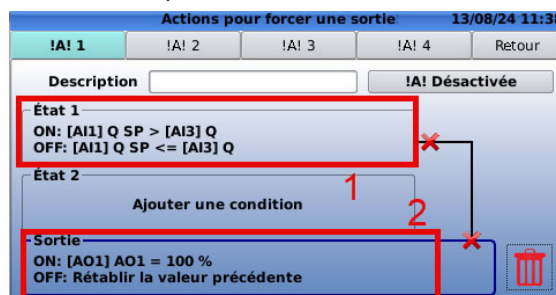 Actions pour forcer une sortie 13/08/24 11:38
!A! 1 !A! 2 !A! 3 !A! 4 Retour
Description !A! Désactivée
État 1
ON: [AI1] Q SP > [AI3] Q
OFF: [AI1] Q SP <= [AI3] Q
État 2
1
Ajouter une condition
2
Sortie
ON: [AO1] AO1 = 100 %
OFF: Rétablir la valeur précédente